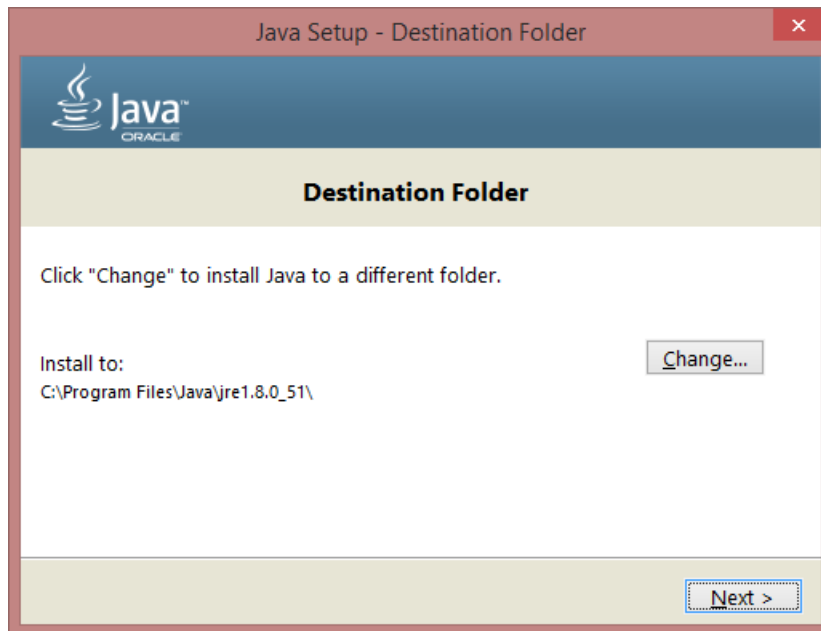 Java Setup - Destination Folder
Java™
ORACLE
Destination Folder
Click "Change" to install Java to a different folder.
Install to:
Change...
C:\Program Files\Java\jre1.8.0_51\
Next >